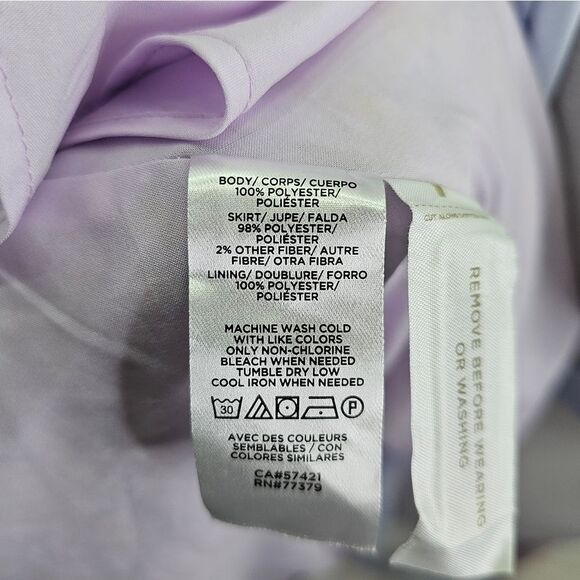 BODY/ CORPS/ CUERPO
100% POLYESTER/
POLIÉSTER
SKIRT/ JUPE/ FALDA
98% POLYESTER/
POLIÉSTER
2% OTHER FIBER/ AUTRE
FIBRE/ OTRA FIBRA
LINING/ DOUBLURE/ FORRO
100% POLYESTER/
POLIÉSTER
MACHINE WASH COLD
WITH LIKE COLORS
ONLY NON-CHLORINE
BLEACH WHEN NEEDED
TUMBLE DRY LOW
COOL IRON WHEN NEEDED
30 P
AVEC DES COULEURS
SEMBLABLES / CON
COLORES SIMILARES
CA#57421
RN#77379
CUT ALONG
REMOVE BEFORE WEARING
OR WASHING